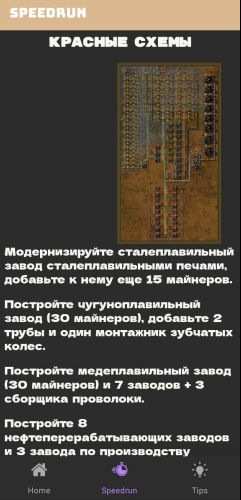 SPEEDRUN
КРАСНЫЕ СХЕМЫ
Модернизируйте сталеплавильный
завод сталеплавильными печами,
добавьте к нему еще 15 майнеров.
Постройте чугуноплавильный
завод (30 майнеров), добавьте 2
трубы и один монтажник зубчатых
колес.
Постройте медеплавильный завод
(30 майнеров) и 7 заводов + 3
сборщика проволоки.
Постройте 8
нефтеперерабатывающих заводов
и 3 завода по производству
Home
Speedrun
Tips